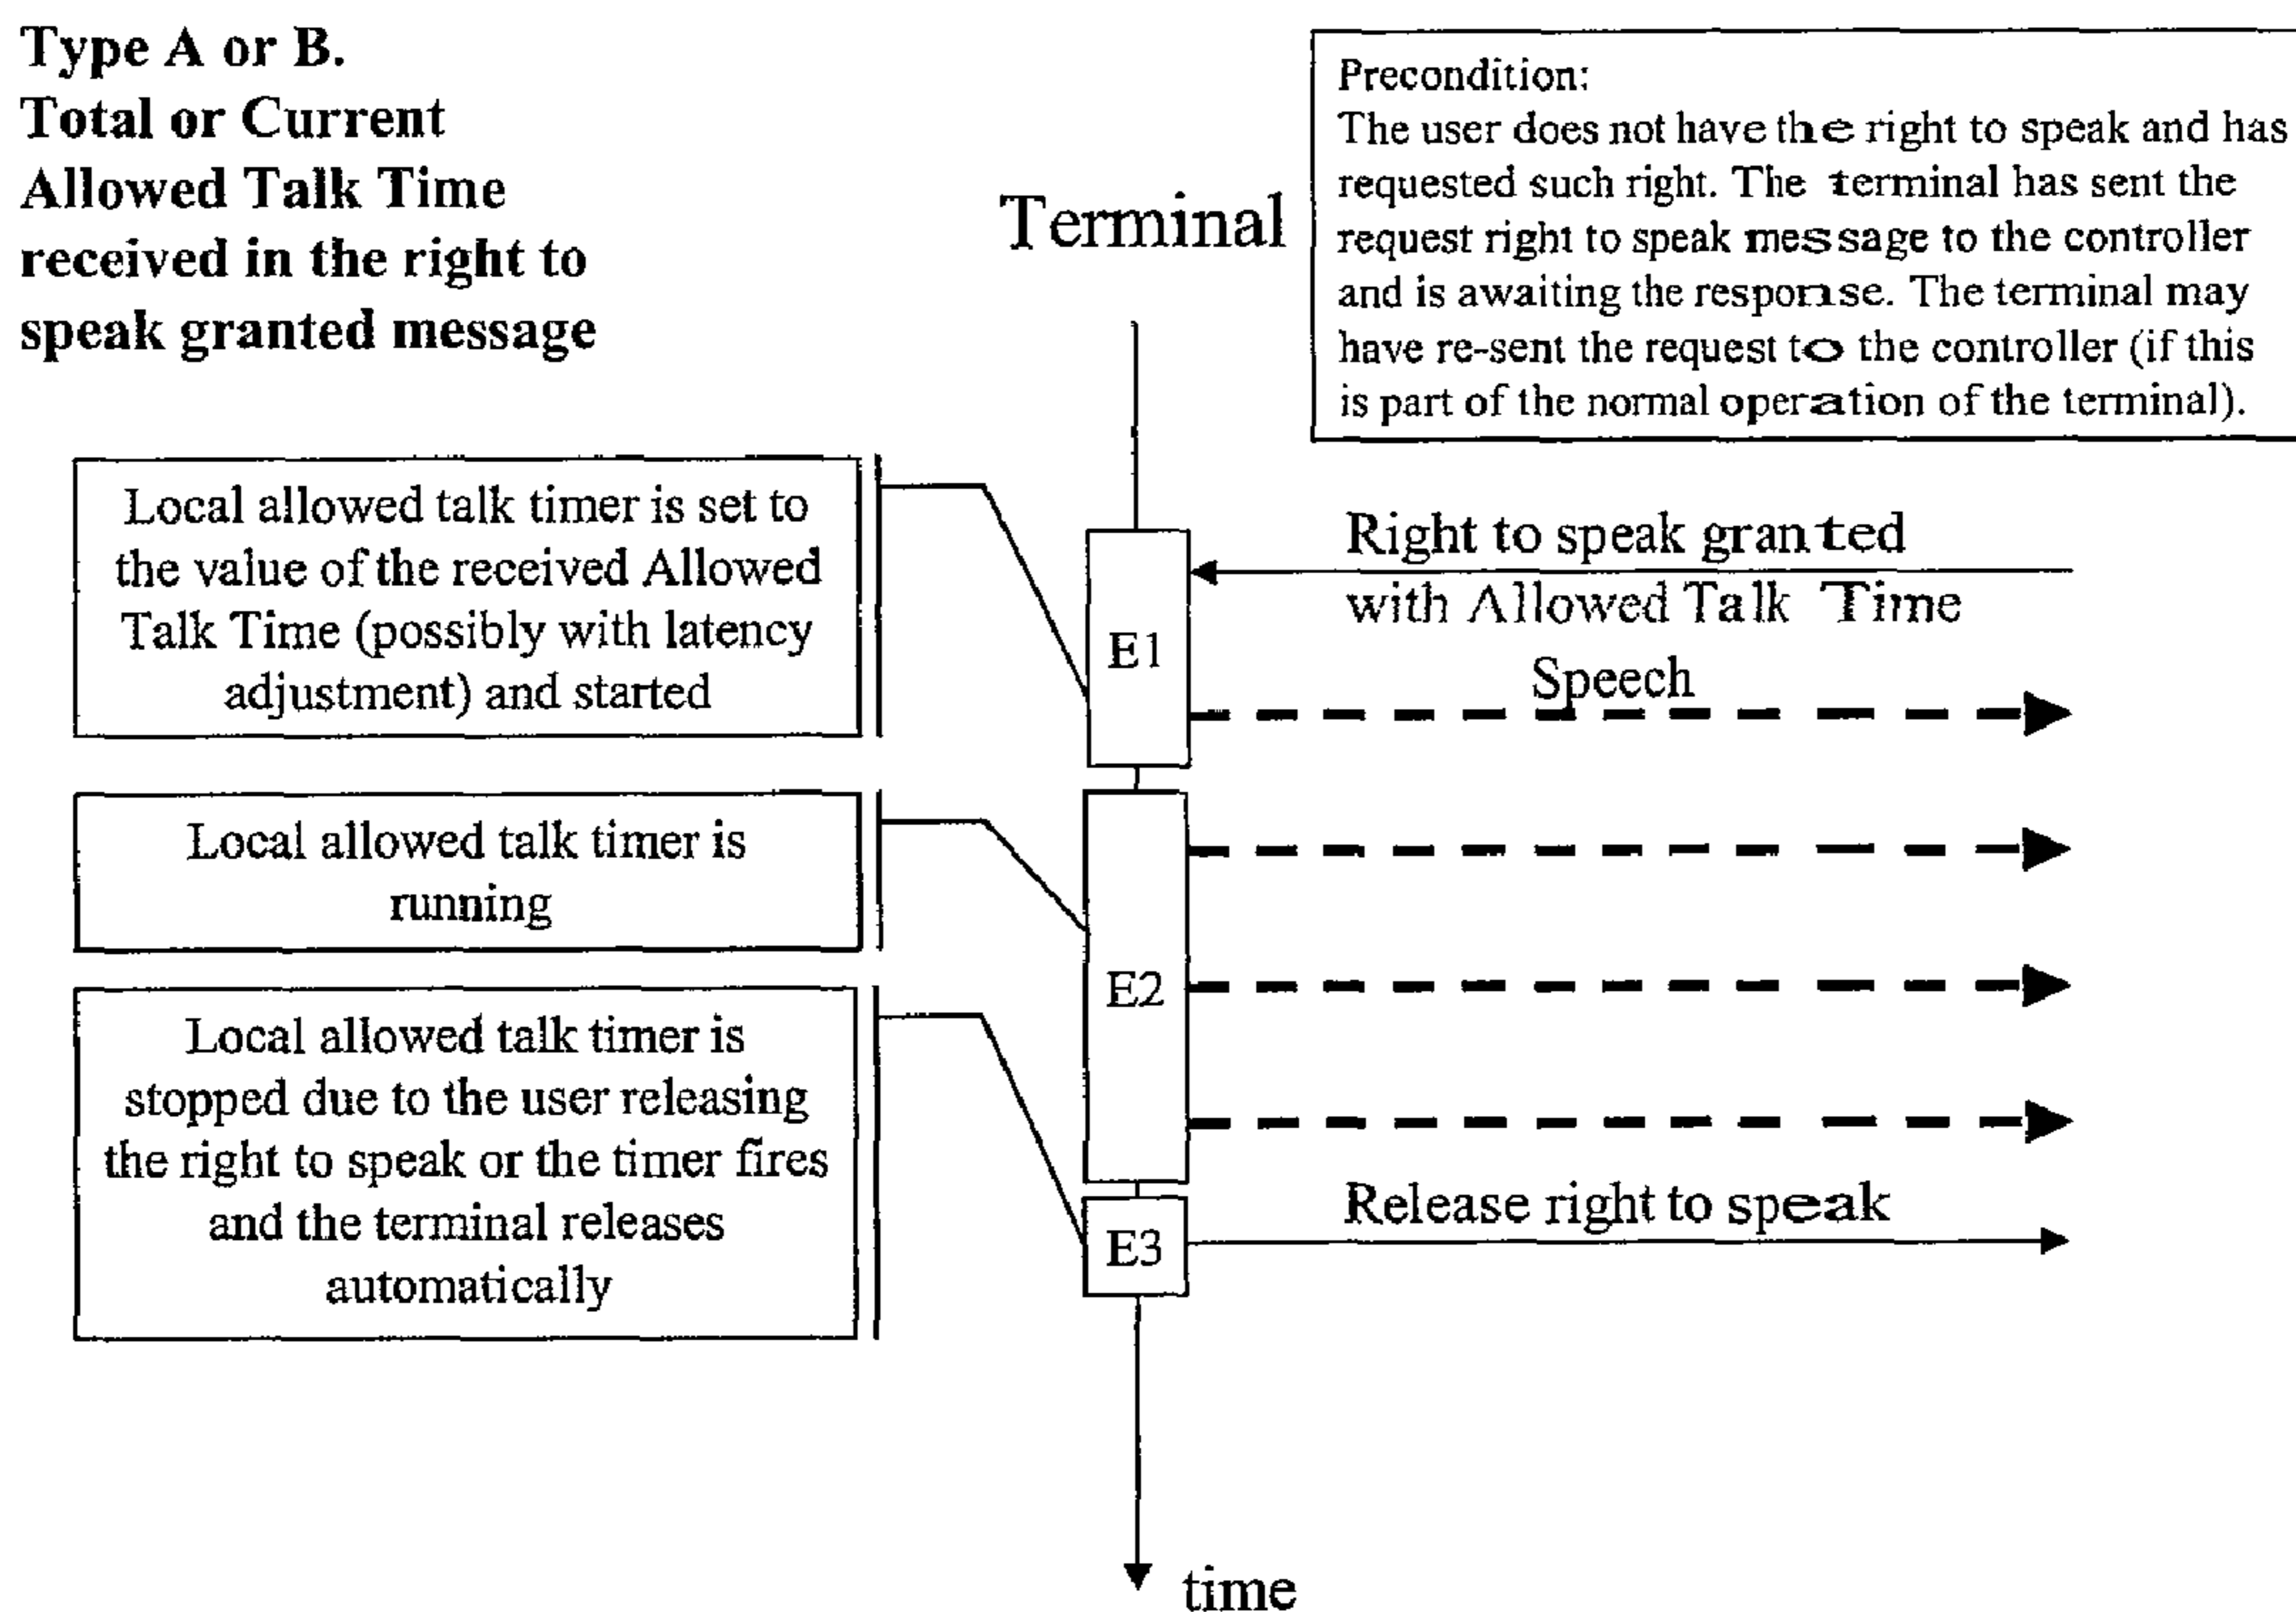 Type A or B.
Total or Current
Allowed Talk Time
received in the right to
speak granted message
Terminal
Precondition:
The user does not have the right to speak and has
requested such right. The terminal has sent the
request right to speak message to the controller
and is awaiting the response. The terminal may
have re-sent the request to the controller (if this
is part of the normal operation of the terminal).
Local allowed talk timer is set to
the value of the received Allowed
Talk Time (possibly with latency
adjustment) and started
E1
Right to speak granted
with Allowed Talk Time
Speech
Local allowed talk timer is
running
E2
Local allowed talk timer is
stopped due to the user releasing
the right to speak or the timer fires
and the terminal releases
automatically
E3
Release right to speak
time